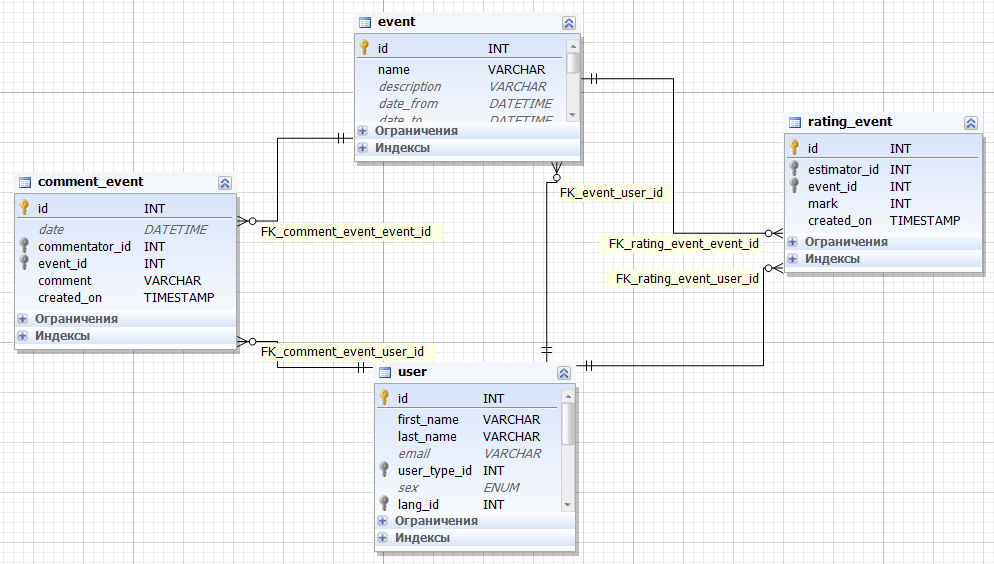 event
id INT
name VARCHAR
description VARCHAR
date_from DATETIME
date_to DATETIME
Ограничения
Индексы
rating_event
id INT
estimator_id INT
event_id INT
mark INT
created_on TIMESTAMP
Ограничения
Индексы
comment_event
id INT
date DATETIME
commentator_id INT
event_id INT
comment VARCHAR
created_on TIMESTAMP
Ограничения
Индексы
FK_event_user_id
FK_comment_event_event_id
FK_rating_event_event_id
FK_rating_event_user_id
FK_comment_event_user_id
user
id INT
first_name VARCHAR
last_name VARCHAR
email VARCHAR
user_type_id INT
sex ENUM
lang_id INT
Ограничения
Индексы